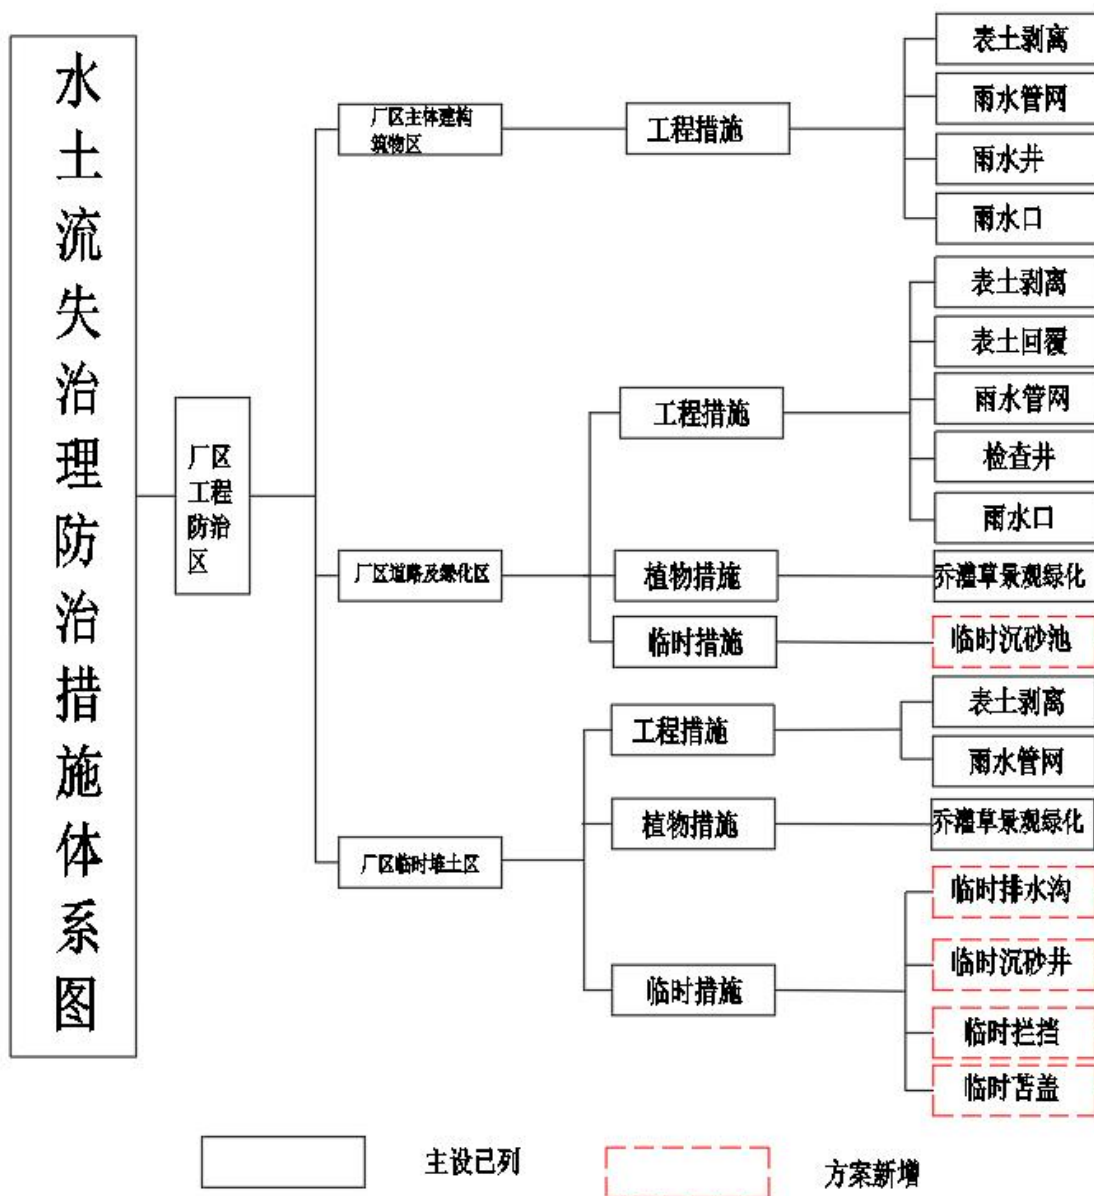 水土流失治理防治措施体系图
厂区
工程
防治
区
厂区主体建构
筑物区
工程措施
表土剥离
雨水管网
雨水井
雨水口
厂区道路及绿化区
工程措施
表土剥离
表土回覆
雨水管网
检查井
雨水口
植物措施
乔灌草景观绿化
临时措施
临时沉砂池
厂区临时堆土区
工程措施
表土剥离
雨水管网
植物措施
乔灌草景观绿化
临时措施
临时排水沟
临时沉砂井
临时拦挡
临时苫盖
主设已列
方案新增